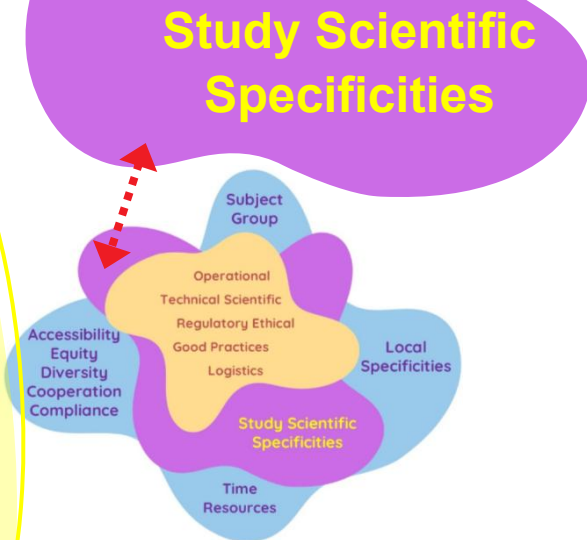 Study Scientific
Specificities
Subject
Group
Operational
Technical Scientific
Regulatory Ethical
Good Practices
Logistics
Accessibility
Equity
Diversity
Cooperation
Compliance
Local
Specificities
Study Scientific
Specificities
Time
Resources